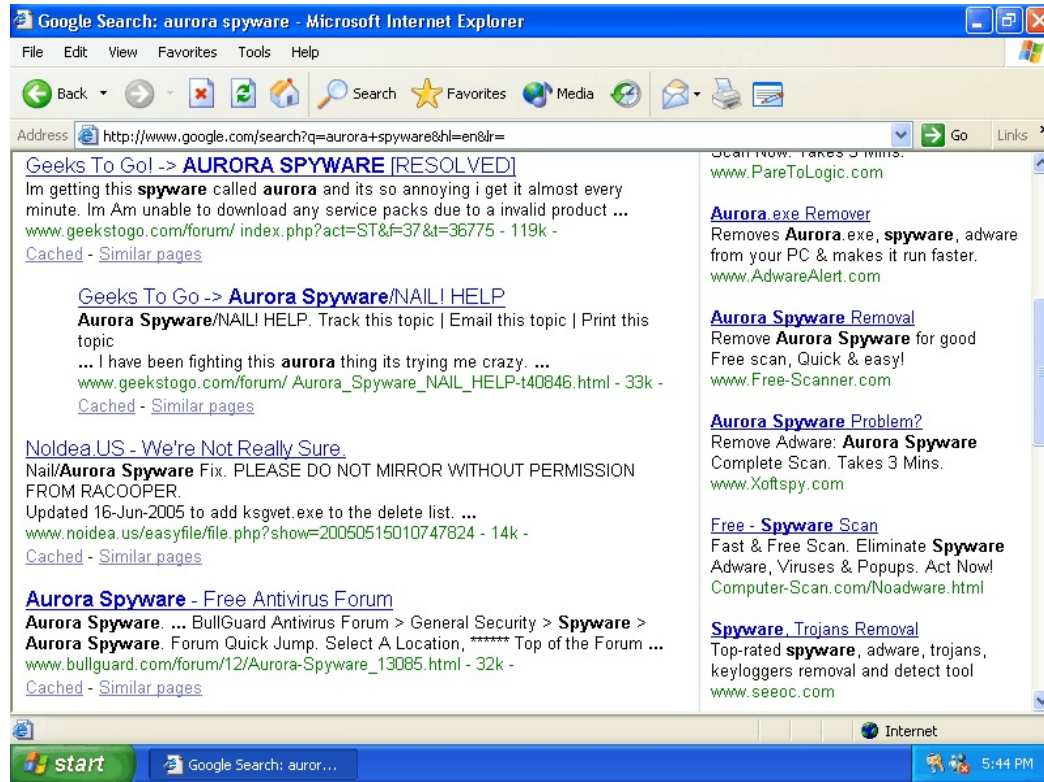 Google Search: aurora spyware - Microsoft Internet Explorer
File Edit View Favorites Tools Help
Back Search Favorites Media
Address http://www.google.com/search?q=aurora+spyware&hl=en&lr= Go Links
Geeks To Go! -> AURORA SPYWARE [RESOLVED]
Im getting this spyware called aurora and its so annoying i get it almost every
minute. Im Am unable to download any service packs due to a invalid product ...
www.geekstogo.com/forum/ index.php?act=ST&f=37&t=36775 - 119k -
Cached - Similar pages
Geeks To Go -> Aurora Spyware/NAIL! HELP
Aurora Spyware/NAIL! HELP. Track this topic | Email this topic | Print this
topic
... I have been fighting this aurora thing its trying me crazy. ...
www.geekstogo.com/forum/ Aurora_Spyware_NAIL_HELP-t40846.html - 33k -
Cached - Similar pages
NoIdea.US - We're Not Really Sure.
Nail/Aurora Spyware Fix. PLEASE DO NOT MIRROR WITHOUT PERMISSION
FROM RACOOPER.
Updated 16-Jun-2005 to add ksgvet.exe to the delete list. ...
www.noidea.us/easyfile/file.php?show=20050515010747824 - 14k -
Cached - Similar pages
Aurora Spyware - Free Antivirus Forum
Aurora Spyware. ... BullGuard Antivirus Forum > General Security > Spyware >
Aurora Spyware. Forum Quick Jump. Select A Location, ****** Top of the Forum ...
www.bullguard.com/forum/12/Aurora-Spyware_13085.html - 32k -
Cached - Similar pages
Scan Now. Takes 3 Mins.
www.ParetoLogic.com
Aurora.exe Remover
Removes Aurora.exe, spyware, adware
from your PC & makes it run faster.
www.AdwareAlert.com
Aurora Spyware Removal
Remove Aurora Spyware for good
Free scan, Quick & easy!
www.Free-Scanner.com
Aurora Spyware Problem?
Remove Adware: Aurora Spyware
Complete Scan. Takes 3 Mins.
www.Xoftspy.com
Free - Spyware Scan
Fast & Free Scan. Eliminate Spyware
Adware, Viruses & Popups. Act Now!
Computer-Scan.com/Noadware.html
Spyware, Trojans Removal
Top-rated spyware, adware, trojans,
keyloggers removal and detect tool
www.seeoc.com
Internet
start Google Search: auror... 5:44 PM